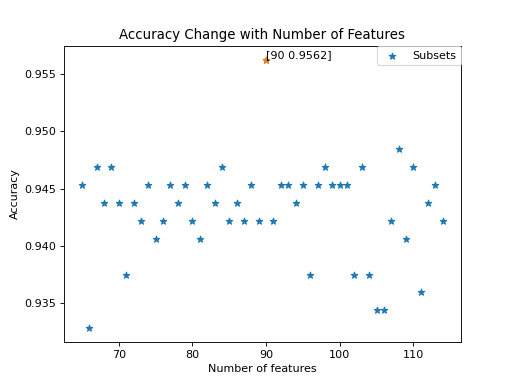 Accuracy Change with Number of Features
[90 0.9562]
Subsets
0.955
0.950
0.945
0.940
0.935
Accuracy
70
80
90
100
110
Number of features